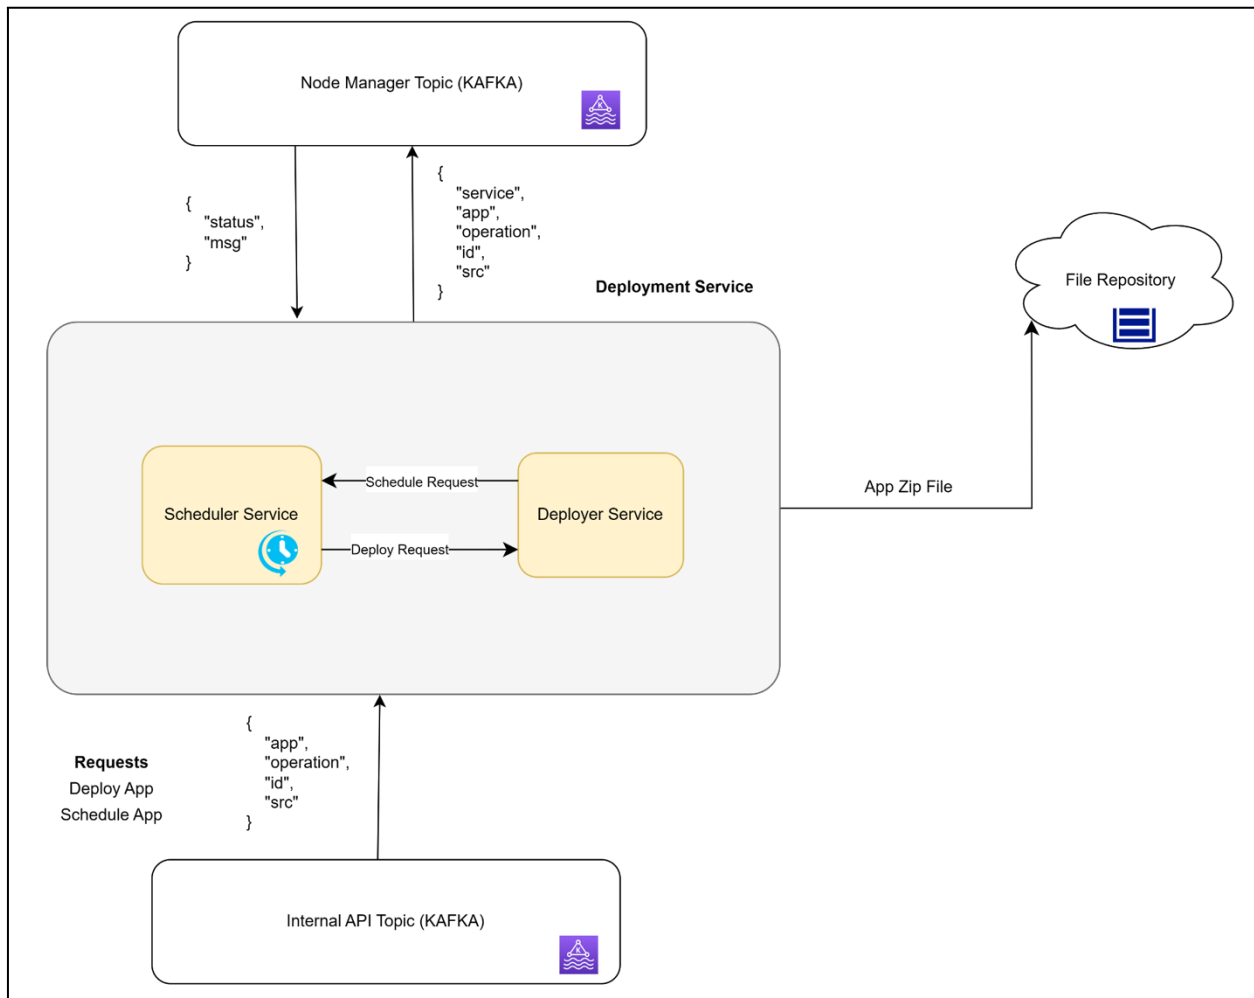 Node Manager Topic (KAFKA)
{
"status",
"msg"
}
{
"service",
"app",
"operation",
"id",
"src"
}
Deployment Service
File Repository
Scheduler Service
Schedule Request
Deploy Request
Deployer Service
App Zip File
Requests
Deploy App
Schedule App
{
"app",
"operation",
"id",
"src"
}
Internal API Topic (KAFKA)